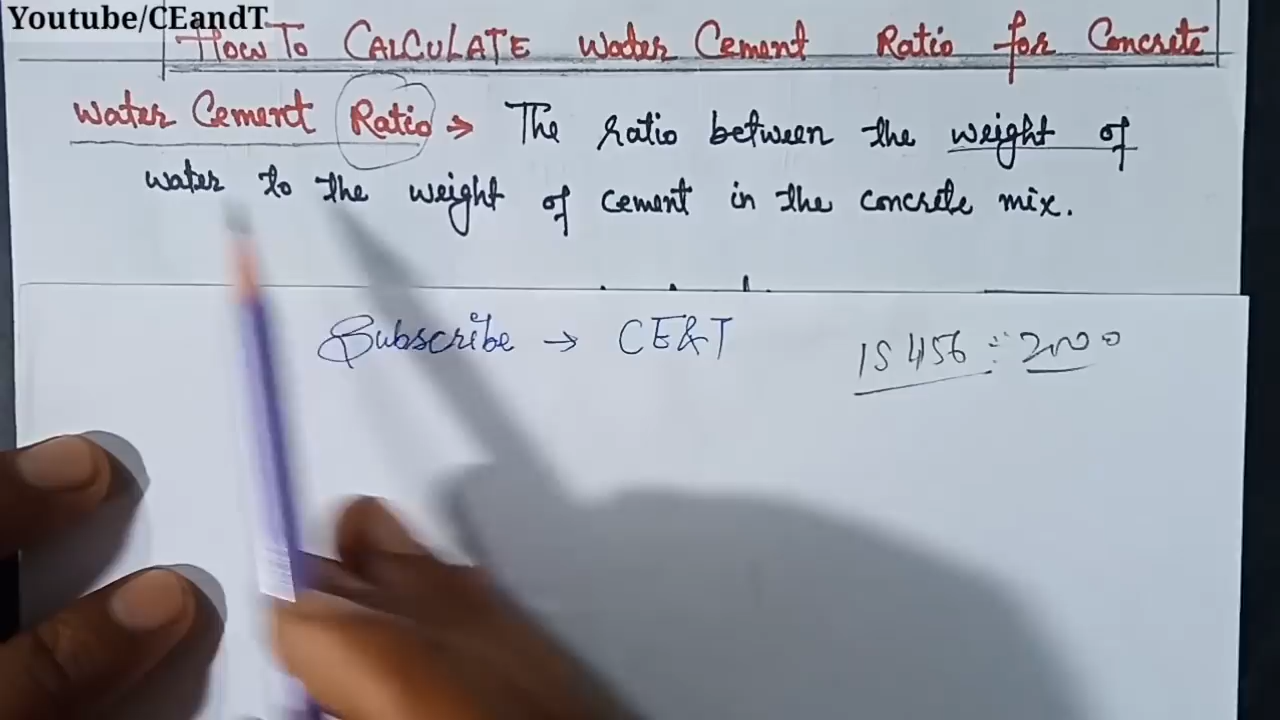 Youtube/CEandT
HOW TO CALCULATE Water Cement Ratio for Concrete
Water Cement Ratio → The ratio between the weight of
water to the weight of cement in the concrete mix.
Subscribe → CE&T
IS 456 : 2000